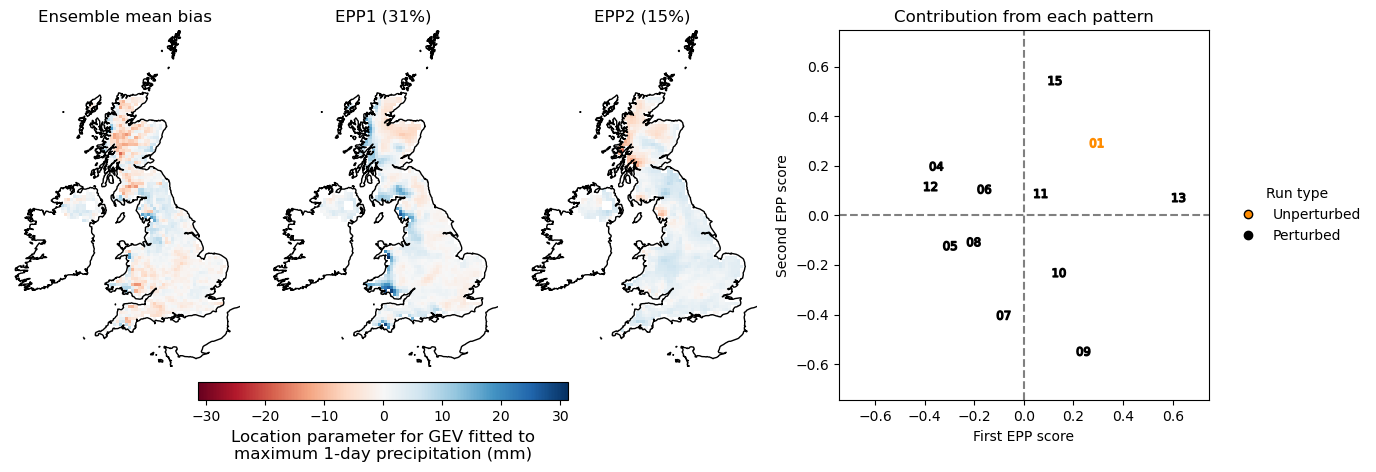 Ensemble mean bias
EPP1 (31%)
EPP2 (15%)
Contribution from each pattern
−30 −20 −10 0 10 20 30
Location parameter for GEV fitted to
maximum 1-day precipitation (mm)
Second EPP score
0.6
0.4
0.2
0.0
−0.2
−0.4
−0.6
15
01
04
12
06
11
13
05
08
10
07
09
−0.6 −0.4 −0.2 0.0 0.2 0.4 0.6
First EPP score
Run type
Unperturbed
Perturbed